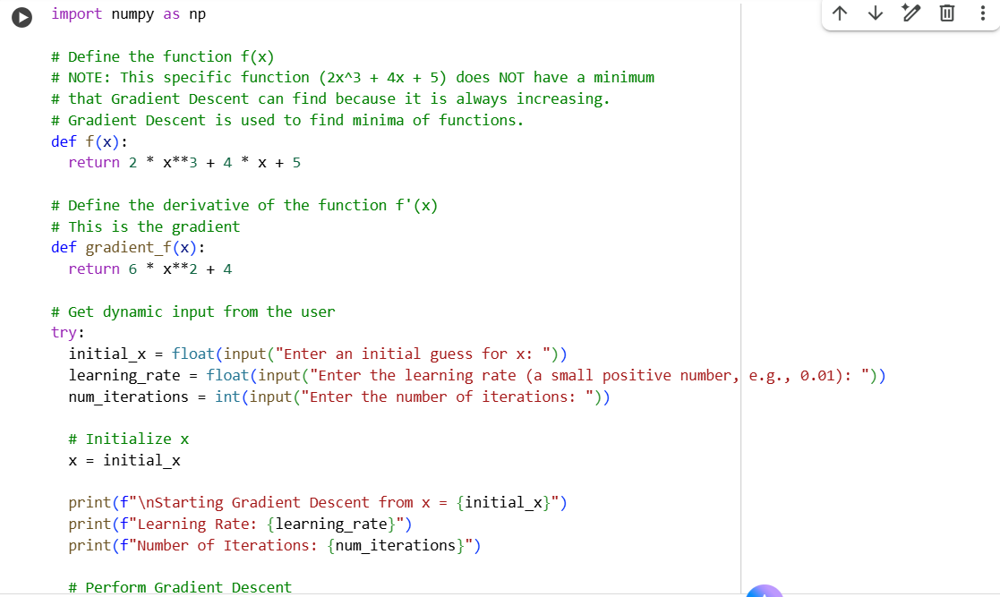 import numpy as np
# Define the function f(x)
# NOTE: This specific function (2x^3 + 4x + 5) does NOT have a minimum
# that Gradient Descent can find because it is always increasing.
# Gradient Descent is used to find minima of functions.
def f(x):
  return 2 * x**3 + 4 * x + 5
# Define the derivative of the function f'(x)
# This is the gradient
def gradient_f(x):
  return 6 * x**2 + 4
# Get dynamic input from the user
try:
  initial_x = float(input("Enter an initial guess for x: "))
  learning_rate = float(input("Enter the learning rate (a small positive number, e.g., 0.01): "))
  num_iterations = int(input("Enter the number of iterations: "))
  # Initialize x
  x = initial_x
  print(f"\nStarting Gradient Descent from x = {initial_x}")
  print(f"Learning Rate: {learning_rate}")
  print(f"Number of Iterations: {num_iterations}")
  # Perform Gradient Descent